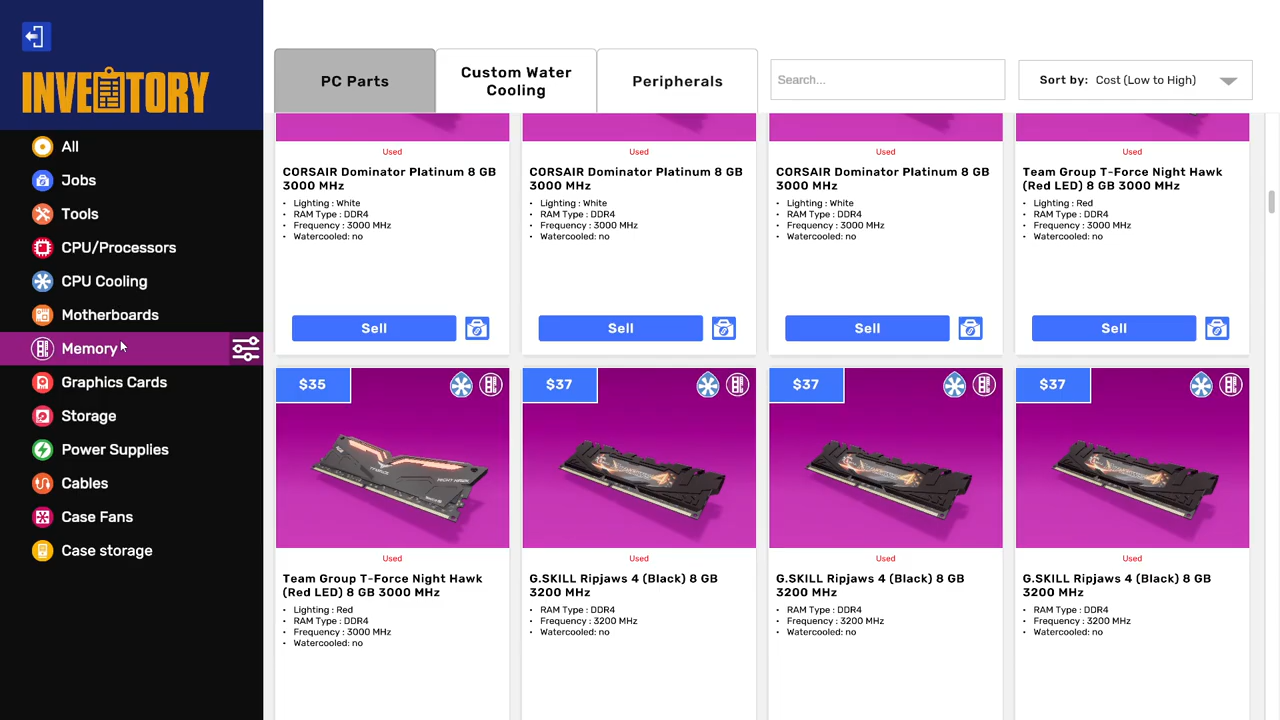 INVENTORY
All
Jobs
Tools
CPU/Processors
CPU Cooling
Motherboards
Memory
Graphics Cards
Storage
Power Supplies
Cables
Case Fans
Case storage
PC Parts
Custom Water
Cooling
Peripherals
Search...
Sort by: Cost (Low to High)
Used
CORSAIR Dominator Platinum 8 GB
3000 MHz
• Lighting : White
• RAM Type : DDR4
• Frequency : 3000 MHz
• Watercooled: no
Sell
Used
CORSAIR Dominator Platinum 8 GB
3000 MHz
• Lighting : White
• RAM Type : DDR4
• Frequency : 3000 MHz
• Watercooled: no
Sell
Used
CORSAIR Dominator Platinum 8 GB
3000 MHz
• Lighting : White
• RAM Type : DDR4
• Frequency : 3000 MHz
• Watercooled: no
Sell
Used
Team Group T-Force Night Hawk
(Red LED) 8 GB 3000 MHz
• Lighting : Red
• RAM Type : DDR4
• Frequency : 3000 MHz
• Watercooled: no
Sell
$35
Used
Team Group T-Force Night Hawk
(Red LED) 8 GB 3000 MHz
• Lighting : Red
• RAM Type : DDR4
• Frequency : 3000 MHz
• Watercooled: no
$37
Used
G.SKILL Ripjaws 4 (Black) 8 GB
3200 MHz
• RAM Type : DDR4
• Frequency : 3200 MHz
• Watercooled: no
$37
Used
G.SKILL Ripjaws 4 (Black) 8 GB
3200 MHz
• RAM Type : DDR4
• Frequency : 3200 MHz
• Watercooled: no
$37
Used
G.SKILL Ripjaws 4 (Black) 8 GB
3200 MHz
• RAM Type : DDR4
• Frequency : 3200 MHz
• Watercooled: no